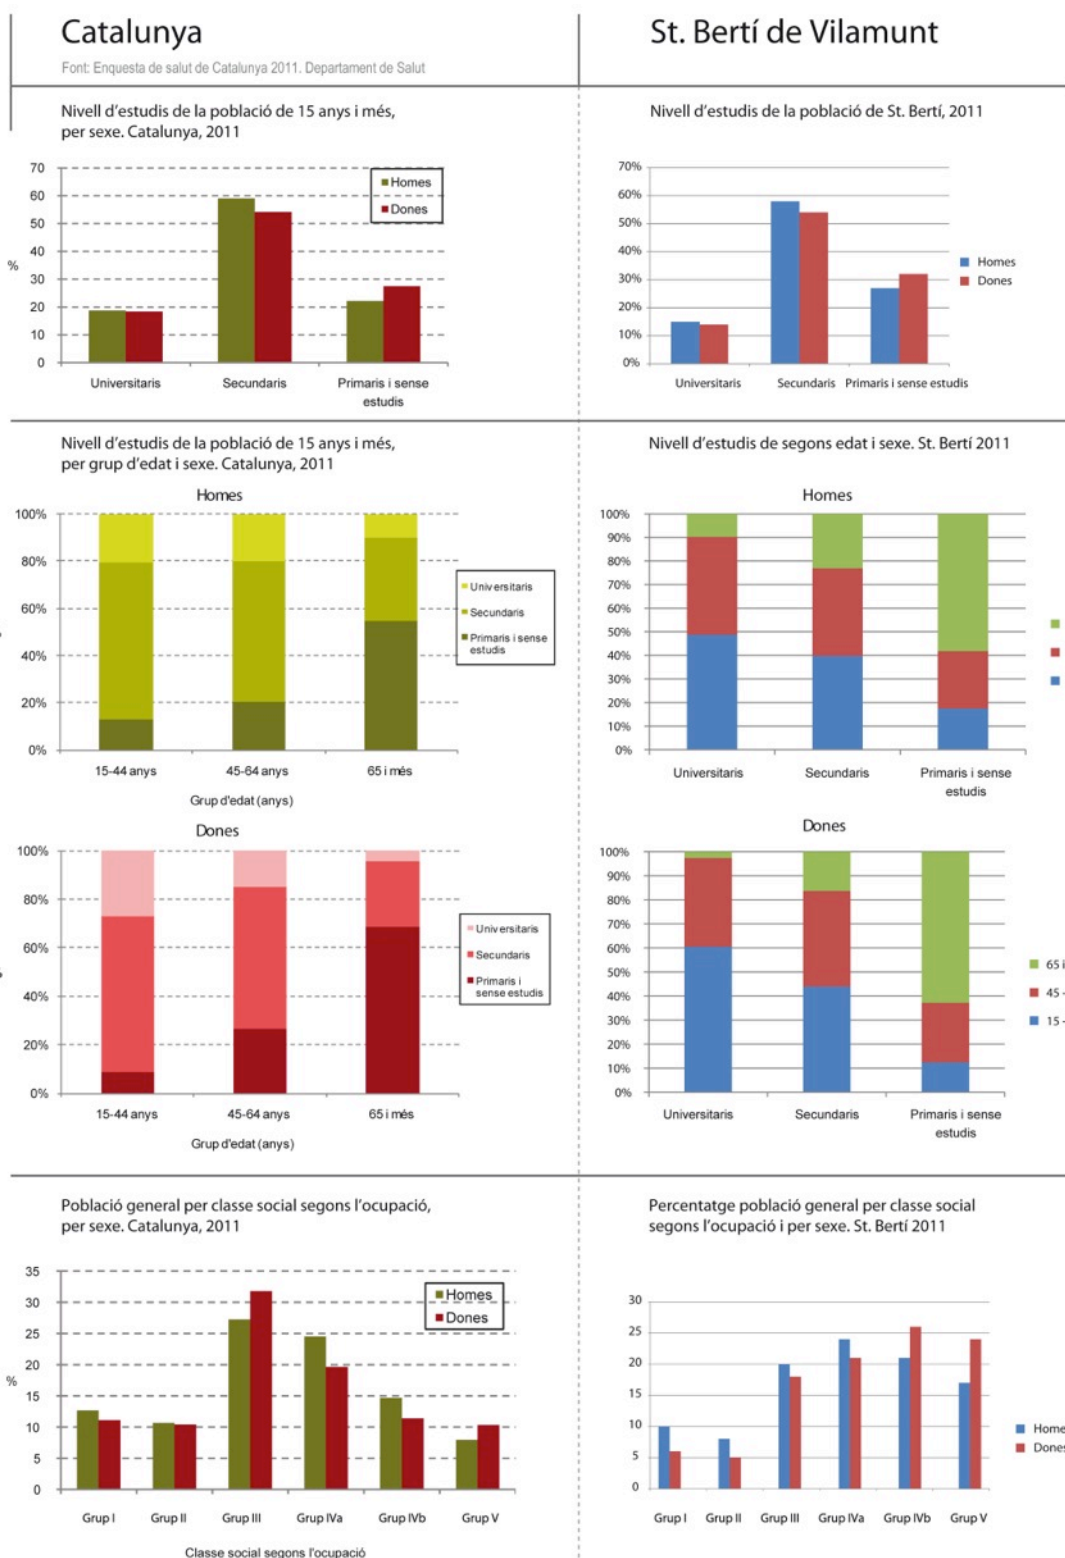 Catalunya
Font: Enquesta de salut de Catalunya 2011. Departament de Salut
St. Bertí de Vilamunt
Nivell d'estudis de la població de 15 anys i més,
per sexe. Catalunya, 2011
70
60
50
40
30
20
10
0
%
Homes
Dones
Universitaris
Secundaris
Primaris i sense
estudis
Nivell d'estudis de la població de St. Bertí, 2011
70%
60%
50%
40%
30%
20%
10%
0%
Homes
Dones
Universitaris
Secundaris
Primaris i sense estudis
Nivell d'estudis de la població de 15 anys i més,
per grup d'edat i sexe. Catalunya, 2011
Homes
100%
80%
60%
40%
20%
0%
Universitaris
Secundaris
Primaris i sense
estudis
15-44 anys
45-64 anys
65 i més
Grup d'edat (anys)
Dones
100%
80%
60%
40%
20%
0%
Universitaris
Secundaris
Primaris i
sense estudis
15-44 anys
45-64 anys
65 i més
Grup d'edat (anys)
Nivell d'estudis de segons edat i sexe. St. Bertí 2011
Homes
100%
90%
80%
70%
60%
50%
40%
30%
20%
10%
0%
Universitaris
Secundaris
Primaris i sense
estudis
Dones
100%
90%
80%
70%
60%
50%
40%
30%
20%
10%
0%
65 i
45 -
15 -
Universitaris
Secundaris
Primaris i sense
estudis
Població general per classe social segons l'ocupació,
per sexe. Catalunya, 2011
35
30
25
20
15
10
5
0
%
Homes
Dones
Grup I
Grup II
Grup III
Grup IVa
Grup IVb
Grup V
Classe social segons l'ocupació
Percentatge població general per classe social
segons l'ocupació i per sexe. St. Bertí 2011
30
25
20
15
10
5
0
Home
Dones
Grup I
Grup II
Grup III
Grup IVa
Grup IVb
Grup V